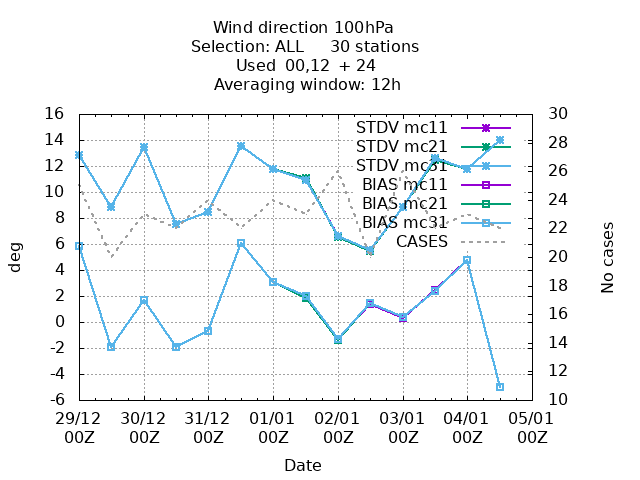 Wind direction 100hPa
Selection: ALL 30 stations
Used 00,12 + 24
Averaging window: 12h
16
14
12
10
8
6
4
2
0
-2
-4
-6
deg
30
28
26
24
22
20
18
16
14
12
10
No cases
STDV mc11
STDV mc21
STDV mc31
BIAS mc11
BIAS mc21
BIAS mc31
CASES
29/12 30/12 31/12 01/01 02/01 03/01 04/01 05/01
00Z 00Z 00Z 00Z 00Z 00Z 00Z 00Z
Date